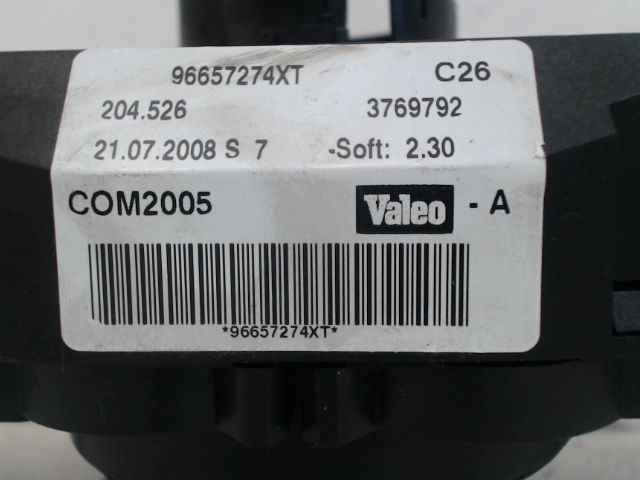 96657274XT C26
204.526 3769792
21.07.2008 S 7 -Soft: 2.30
COM2005 Valeo - A
*96657274XT*